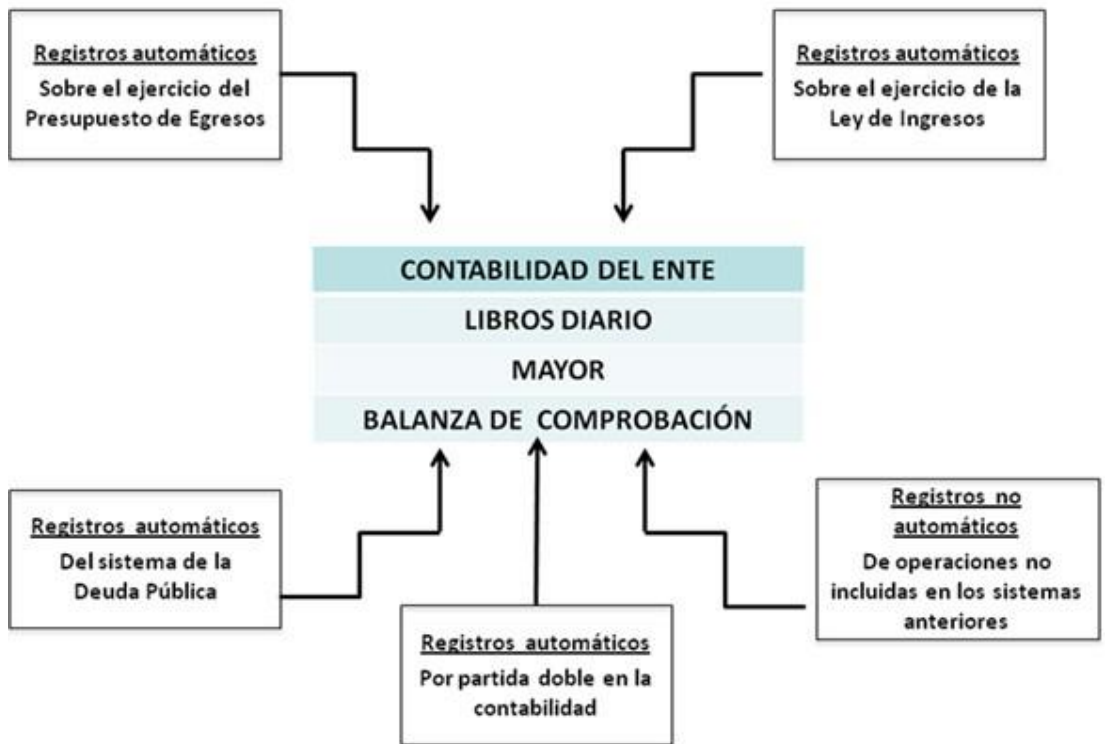 Registros automáticos
Sobre el ejercicio del
Presupuesto de Egresos
Registros automáticos
Sobre el ejercicio de la
Ley de Ingresos
CONTABILIDAD DEL ENTE
LIBROS DIARIO
MAYOR
BALANZA DE COMPROBACIÓN
Registros automáticos
Del sistema de la
Deuda Pública
Registros automáticos
Por partida doble en la
contabilidad
Registros no
automáticos
De operaciones no
incluidas en los sistemas
anteriores